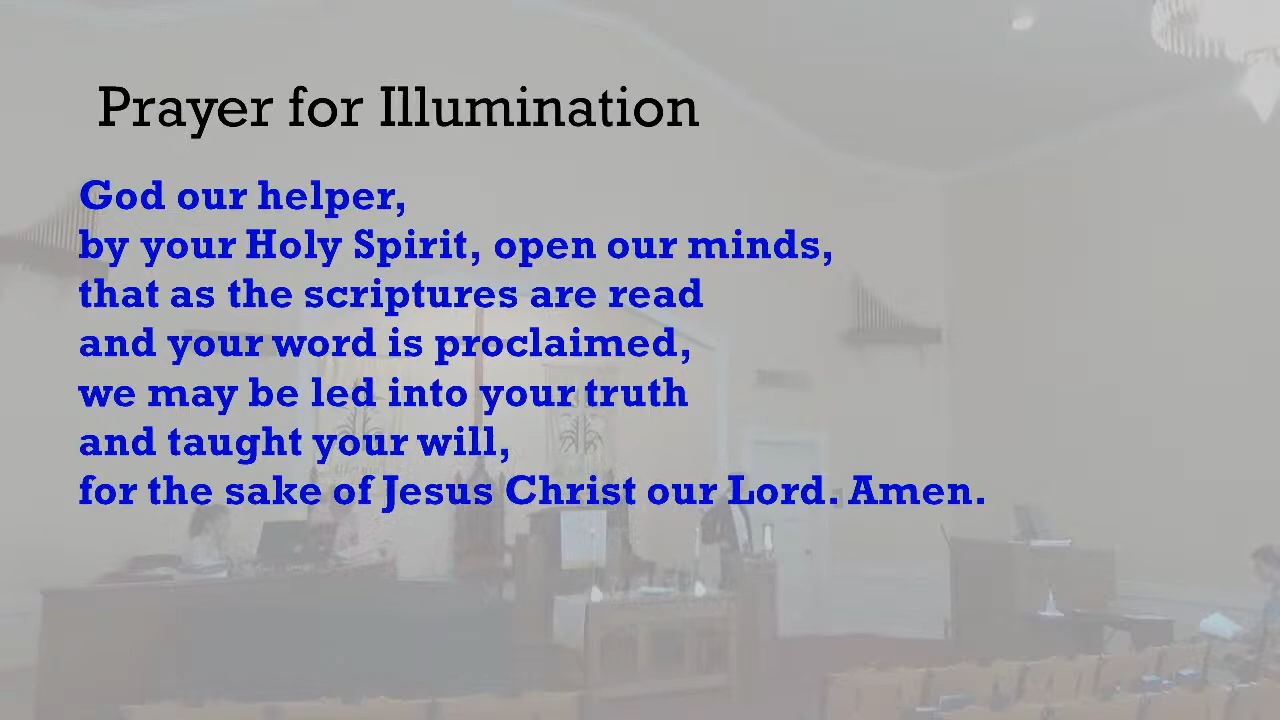 Prayer for Illumination
God our helper,
by your Holy Spirit, open our minds,
that as the scriptures are read
and your word is proclaimed,
we may be led into your truth
and taught your will,
for the sake of Jesus Christ our Lord. Amen.